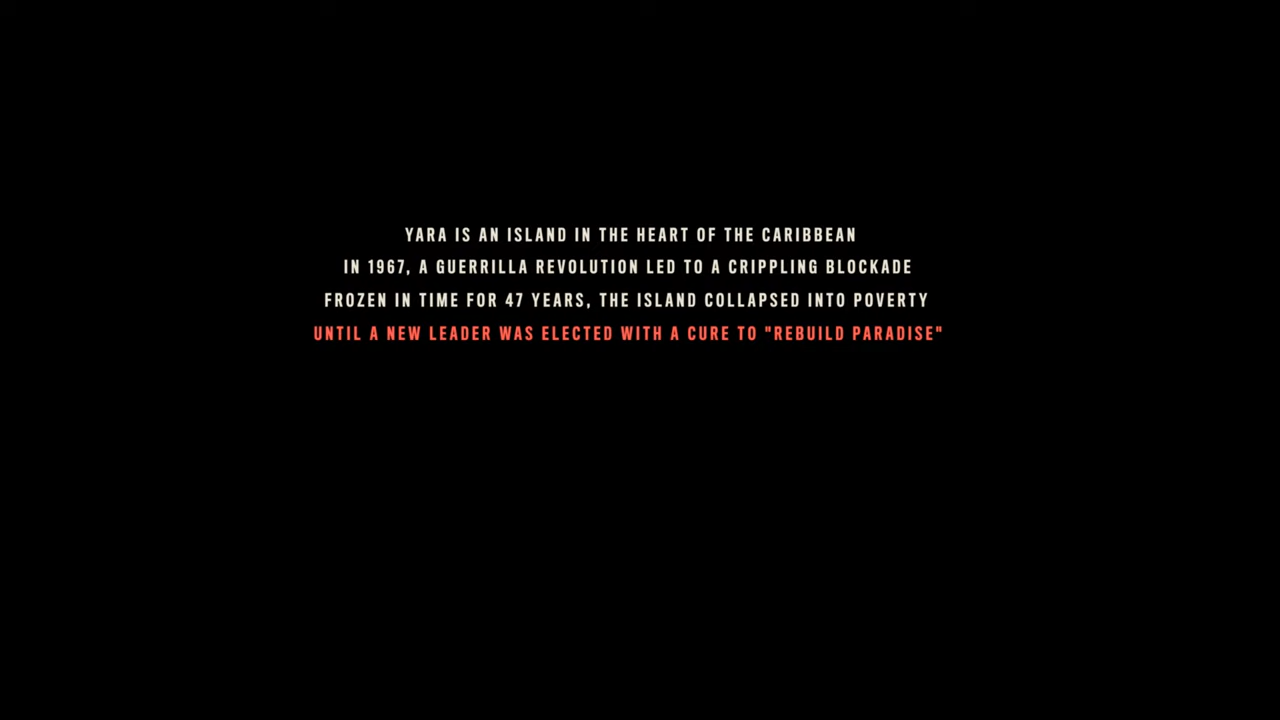 YARA IS AN ISLAND IN THE HEART OF THE CARIBBEAN
IN 1967, A GUERRILLA REVOLUTION LED TO A CRIPPLING BLOCKADE
FROZEN IN TIME FOR 47 YEARS, THE ISLAND COLLAPSED INTO POVERTY
UNTIL A NEW LEADER WAS ELECTED WITH A CURE TO "REBUILD PARADISE"